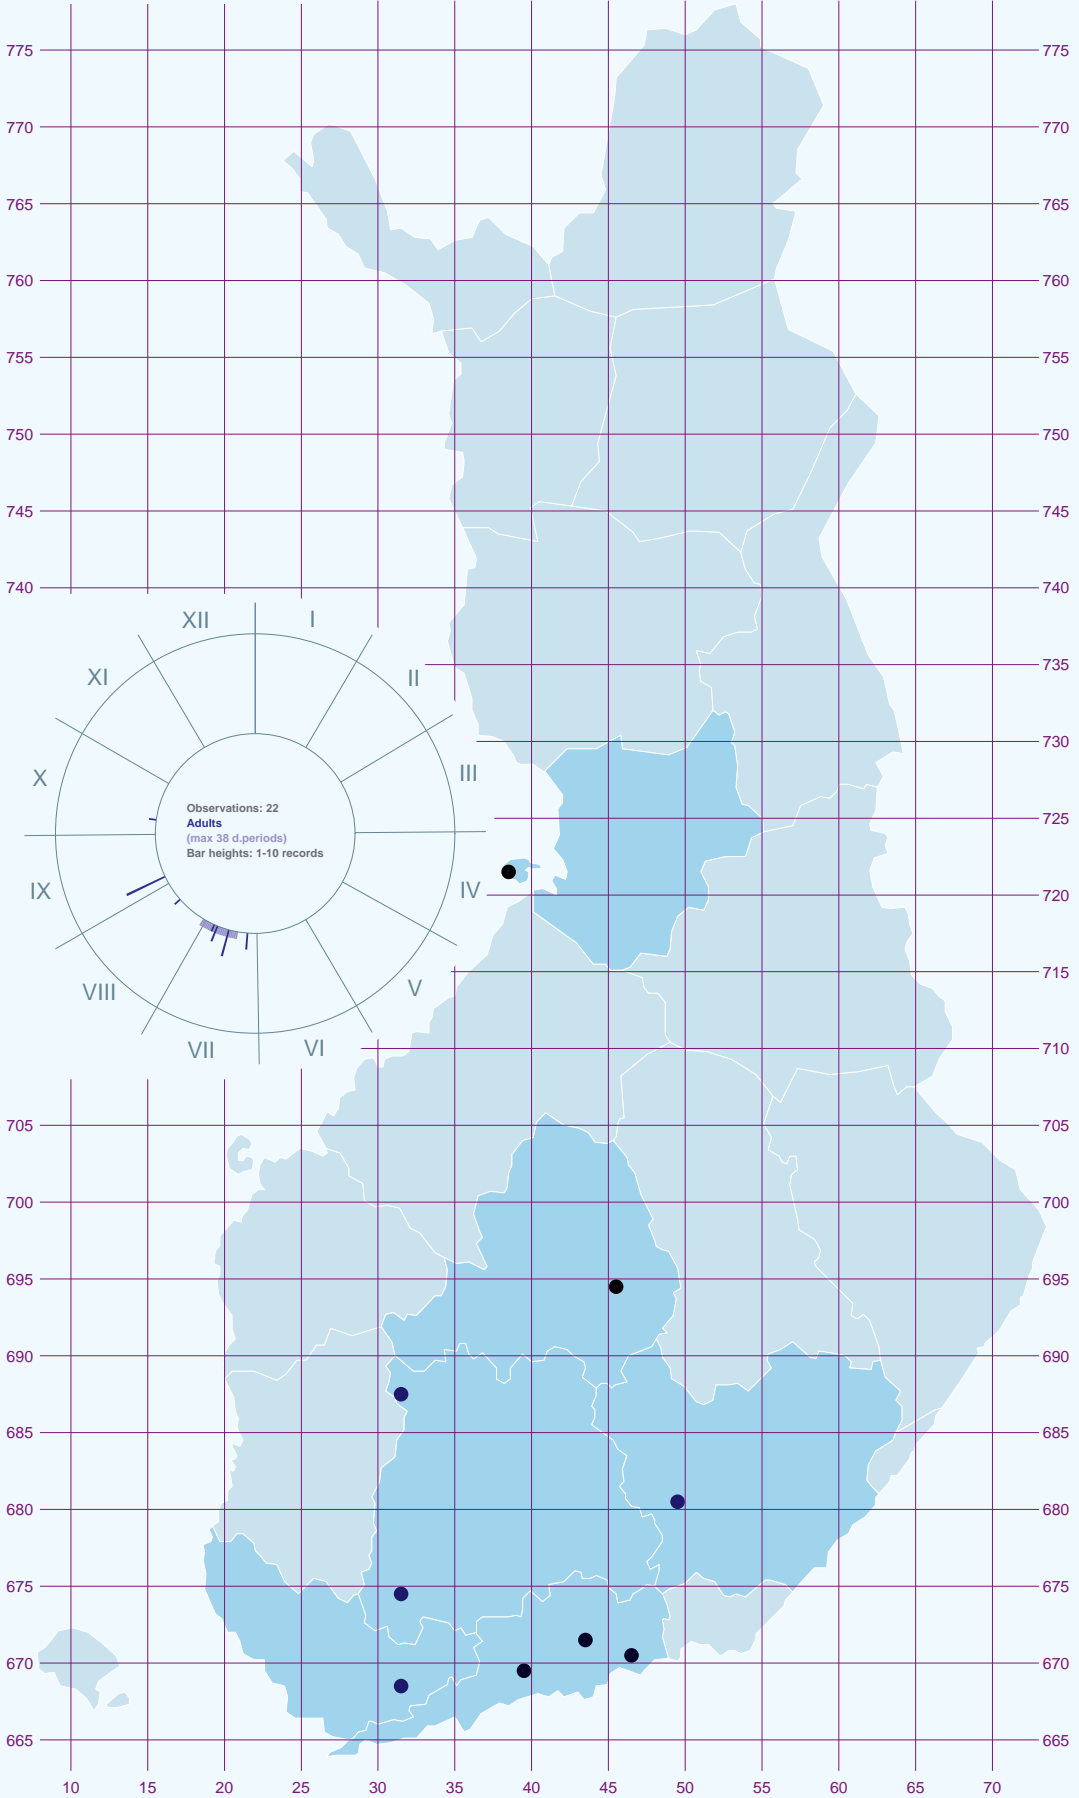 775 775
770 770
765 765
760 760
755 755
750 750
745 745
740 740
XII I
XI II
735
730
X III
725
Observations: 22
Adults
(max 38 d.periods)
Bar heights: 1-10 records
IX IV
720
VIII V
715
VII VI
710
705 705
700 700
695 695
690 690
685 685
680 680
675 675
670 670
665 665
10 15 20 25 30 35 40 45 50 55 60 65 70